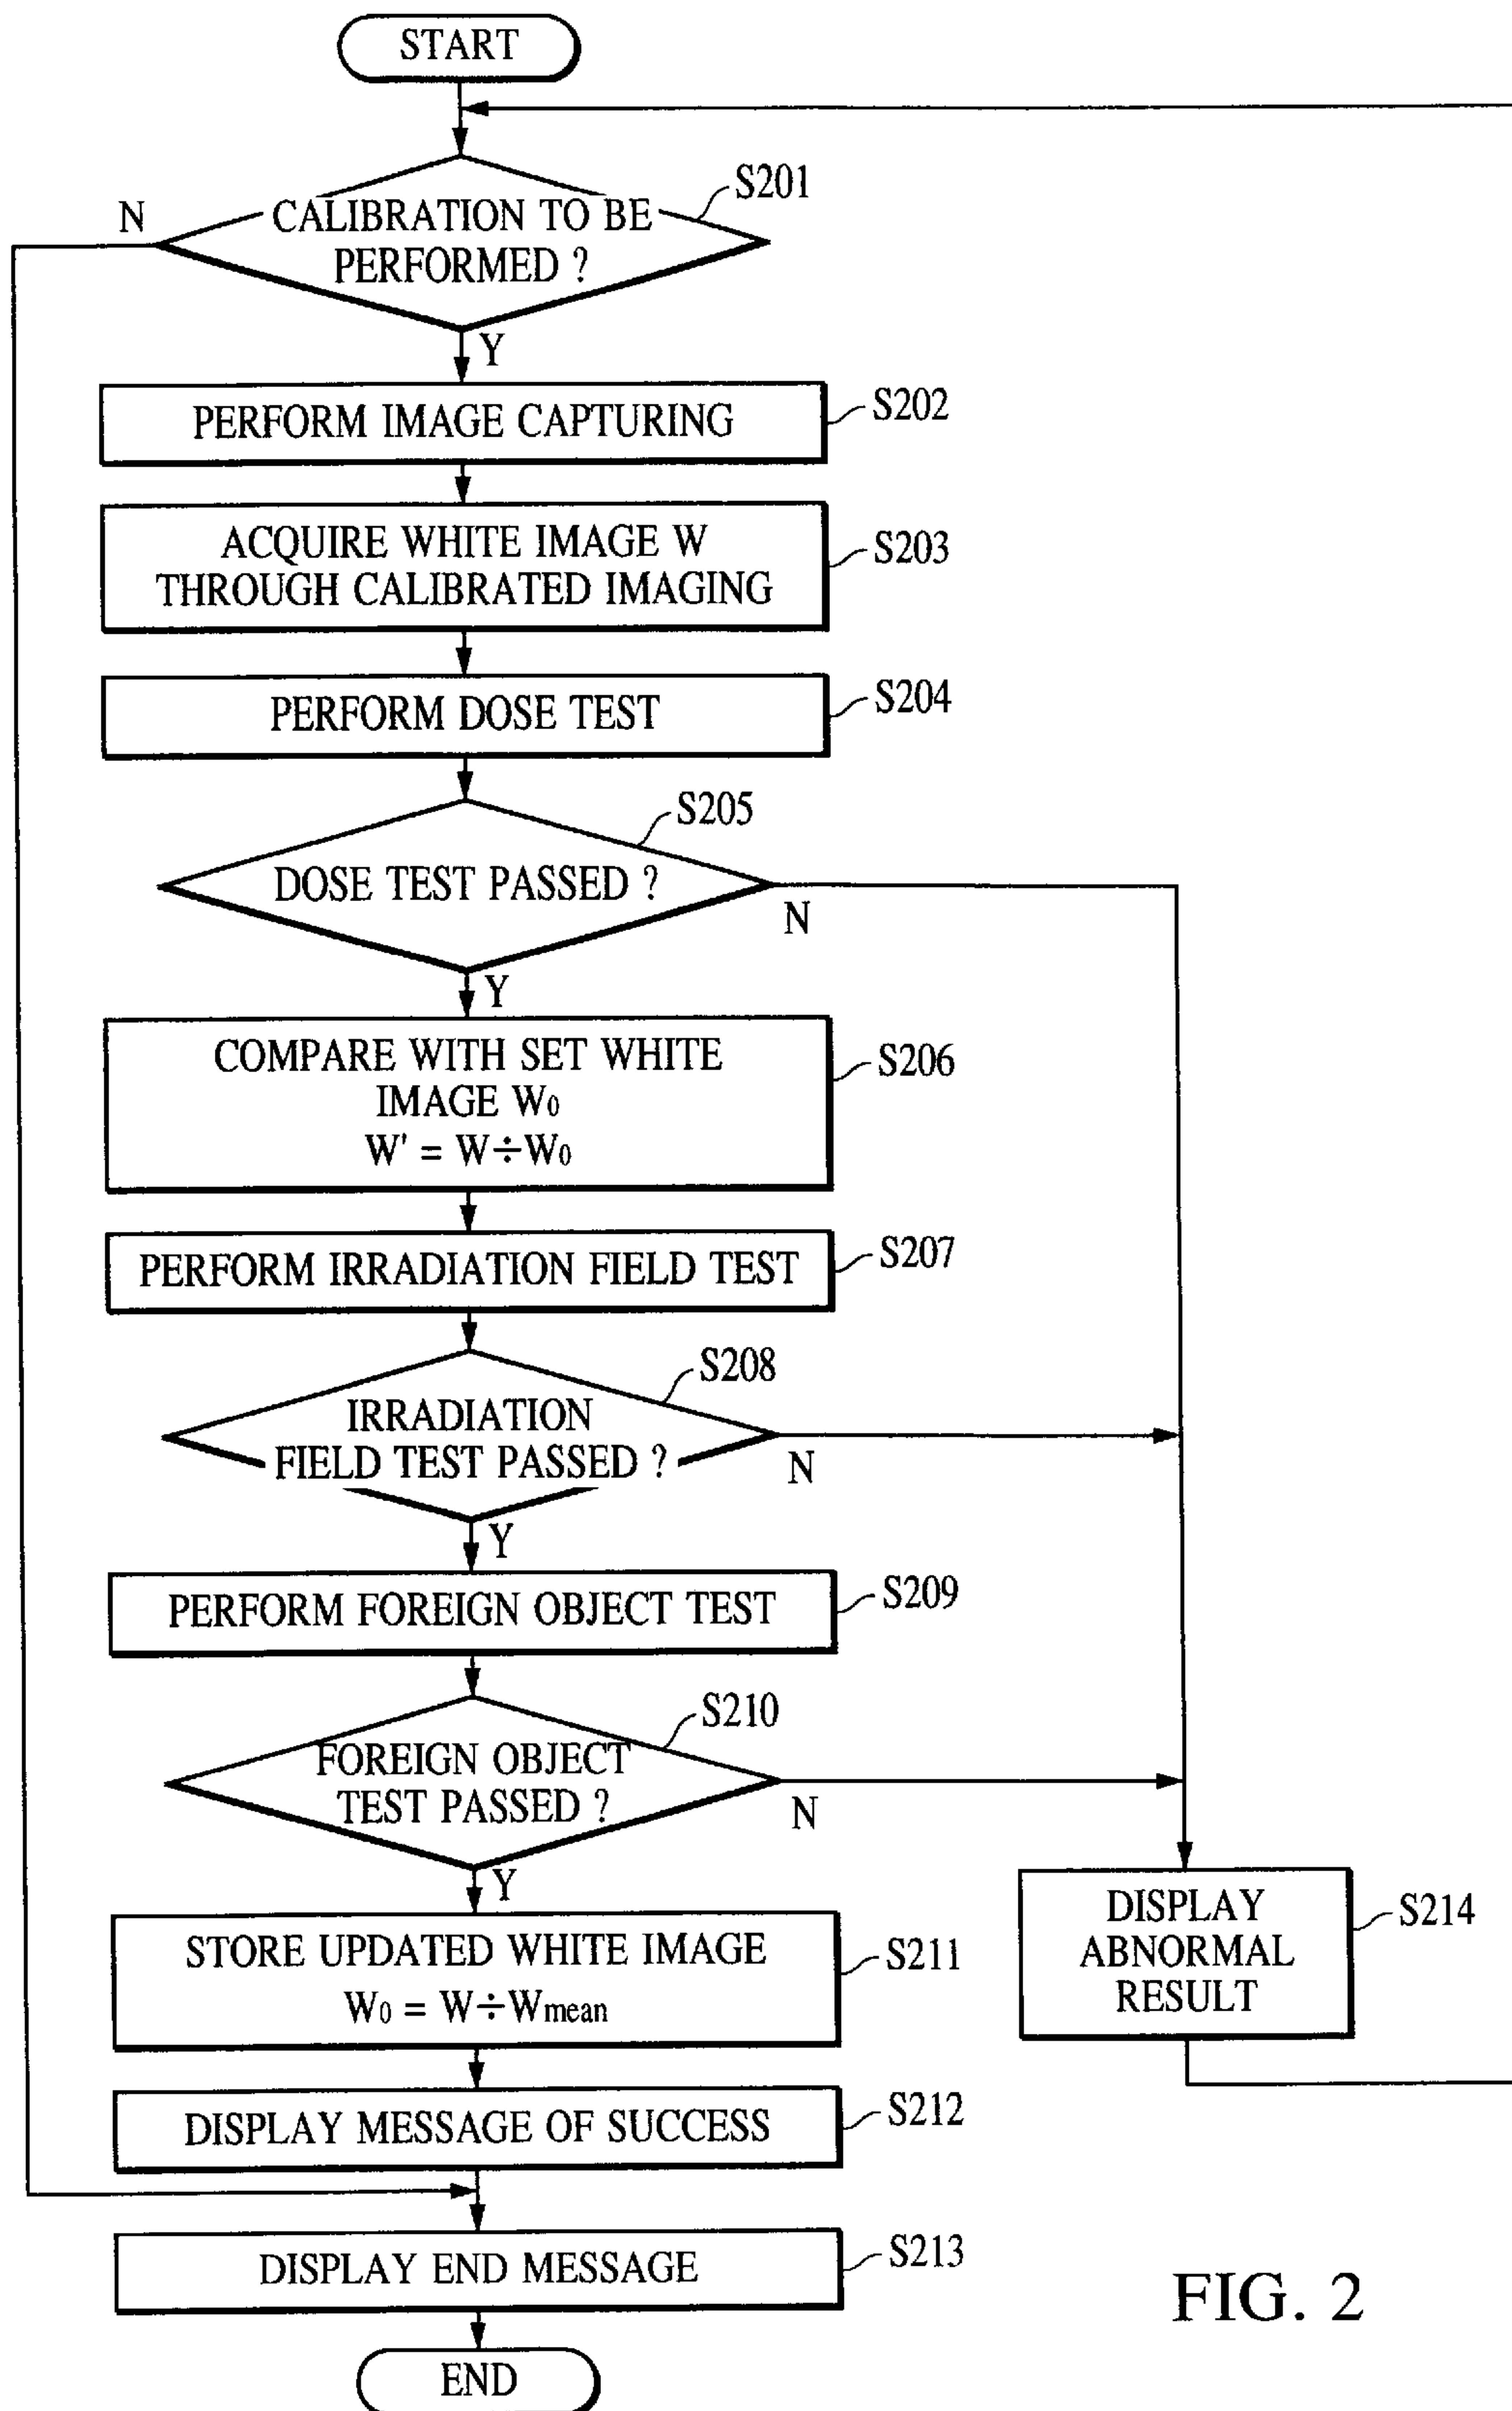 START
S201
N
CALIBRATION TO BE
PERFORMED ?
Y
PERFORM IMAGE CAPTURING
S202
ACQUIRE WHITE IMAGE W
THROUGH CALIBRATED IMAGING
S203
PERFORM DOSE TEST
S204
S205
DOSE TEST PASSED ?
N
Y
COMPARE WITH SET WHITE
IMAGE W₀
W' = W÷W₀
S206
PERFORM IRRADIATION FIELD TEST
S207
S208
IRRADIATION
FIELD TEST PASSED ?
N
Y
PERFORM FOREIGN OBJECT TEST
S209
S210
FOREIGN OBJECT
TEST PASSED ?
N
Y
STORE UPDATED WHITE IMAGE
W₀ = W÷Wmean
S211
DISPLAY
ABNORMAL
RESULT
S214
DISPLAY MESSAGE OF SUCCESS
S212
DISPLAY END MESSAGE
S213
END
FIG. 2